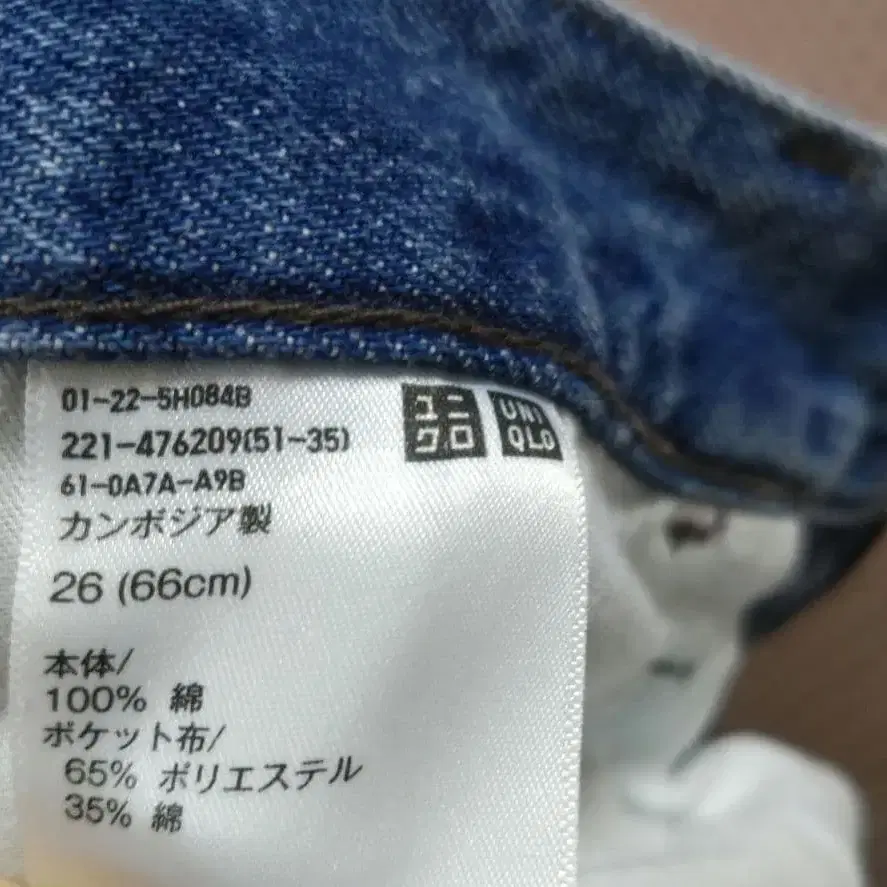 01-22-5H084B
221-476209(51-35)
61-0A7A-A9B
カンボジア製
ユニ
クロ
UNI
QLO
26 (66cm)
本体/
100% 綿
ポケット布/
65% ポリエステル
35% 綿